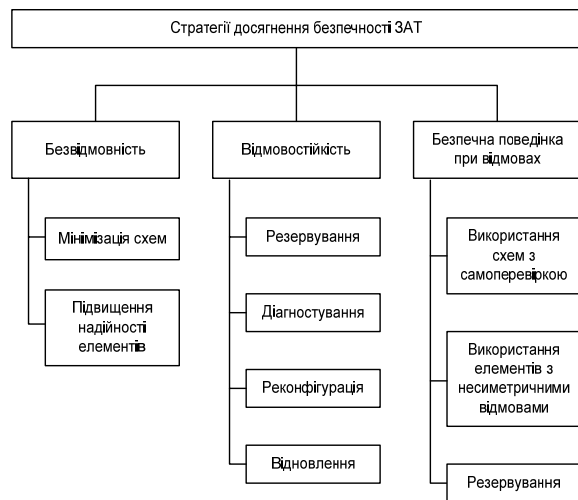 Стратегії досягнення безпечності ЗАТ
Безвідмовність
Мінімізація схем
Підвищення
надійності
елементів
Відмовостійкість
Резервування
Діагностування
Реконфігурація
Відновлення
Безпечна поведінка
при відмовах
Використання
схем з
самоперевіркою
Використання
елементів з
несиметричними
відмовами
Резервування